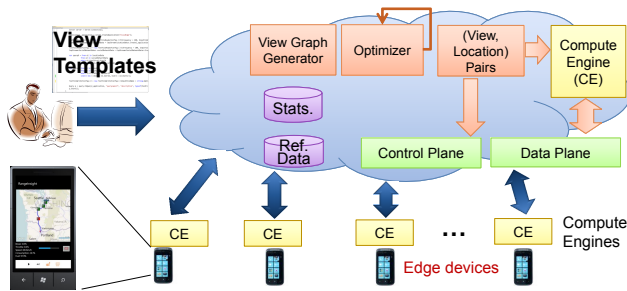 View
Templates
View Graph
Generator
Optimizer
(View,
Location)
Pairs
Compute
Engine
(CE)
Stats.
Ref.
Data
Control Plane
Data Plane
CE
CE
CE
...
CE
Compute
Engines
Edge devices